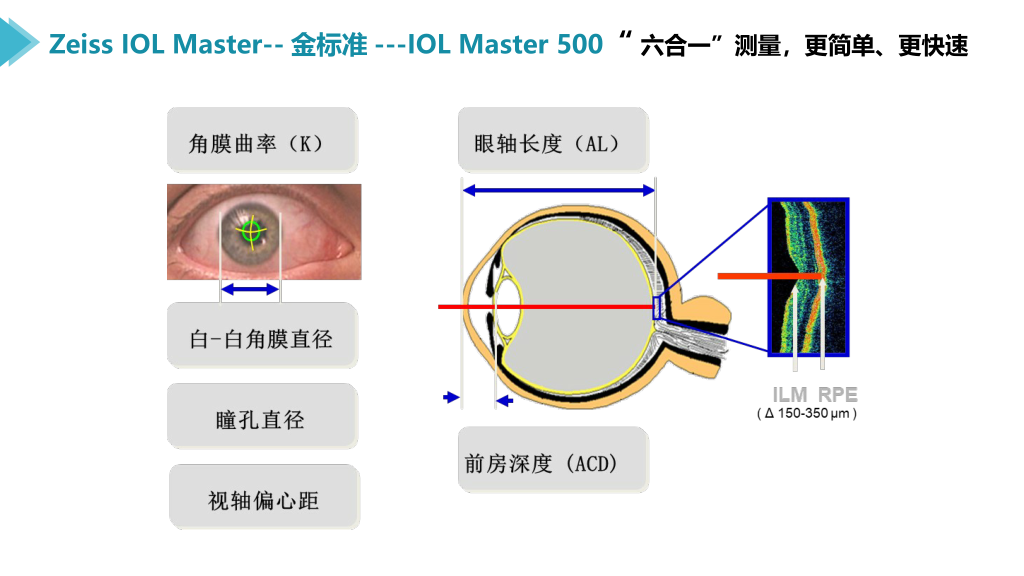 Zeiss IOL Master-- 金标准 ---IOL Master 500 “ 六合一”测量，更简单、更快速
角膜曲率（K）
眼轴长度（AL）
白-白角膜直径
瞳孔直径
视轴偏心距
前房深度 (ACD)
ILM RPE
( Δ 150-350 µm )